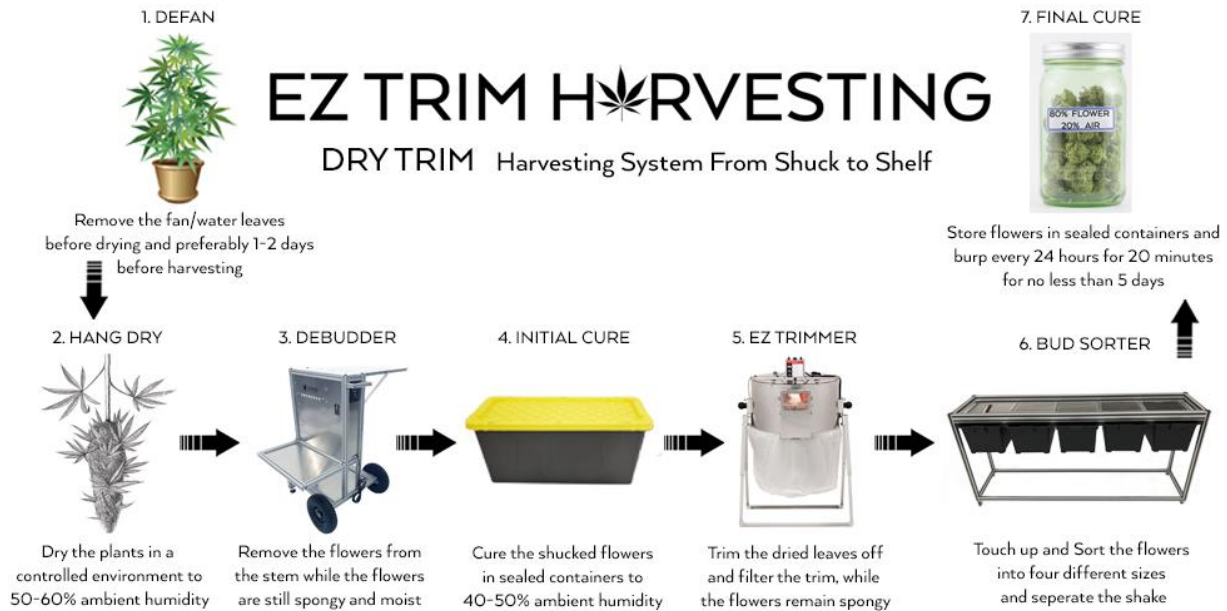 1. DEFAN
Remove the fan/water leaves
before drying and preferably 1-2 days
before harvesting
EZ TRIM HARVESTING
DRY TRIM Harvesting System From Shuck to Shelf
2. HANG DRY
Dry the plants in a
controlled environment to
50-60% ambient humidity
3. DEBUDDER
Remove the flowers from
the stem while the flowers
are still spongy and moist
4. INITIAL CURE
Cure the shucked flowers
in sealed containers to
40-50% ambient humidity
5. EZ TRIMMER
Trim the dried leaves off
and filter the trim, while
the flowers remain spongy
6. BUD SORTER
Touch up and Sort the flowers
into four different sizes
and seperate the shake
7. FINAL CURE
80% FLOWER
20% AIR
Store flowers in sealed containers and
burp every 24 hours for 20 minutes
for no less than 5 days